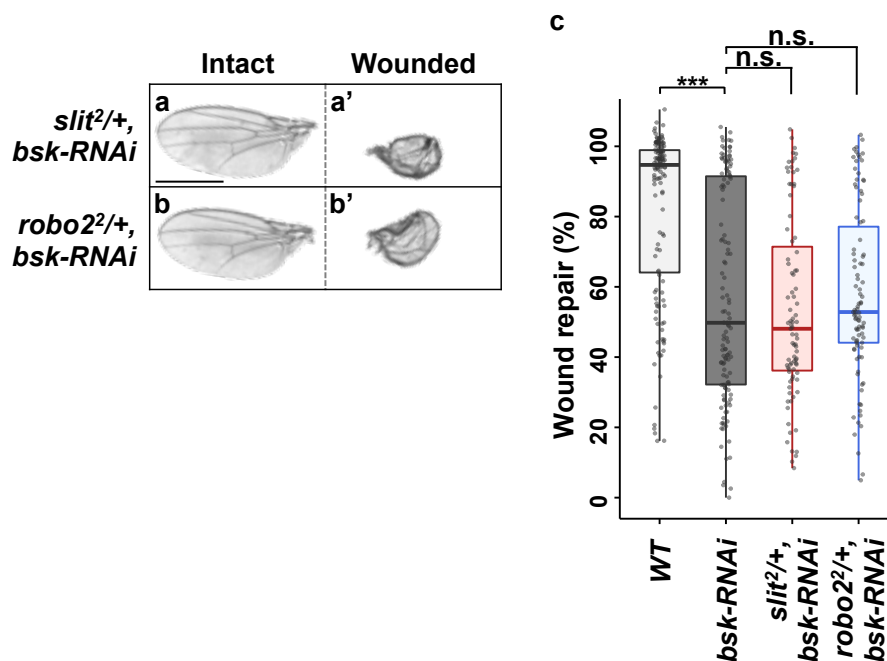 Intact Wounded
slit²/+,
bsk-RNAi
a a'
robo2²/+,
bsk-RNAi
b b'
c
n.s.
n.s.
***
Wound repair (%)
100
80
60
40
20
0
WT
bsk-RNAi
slit²/+,
bsk-RNAi
robo2²/+,
bsk-RNAi